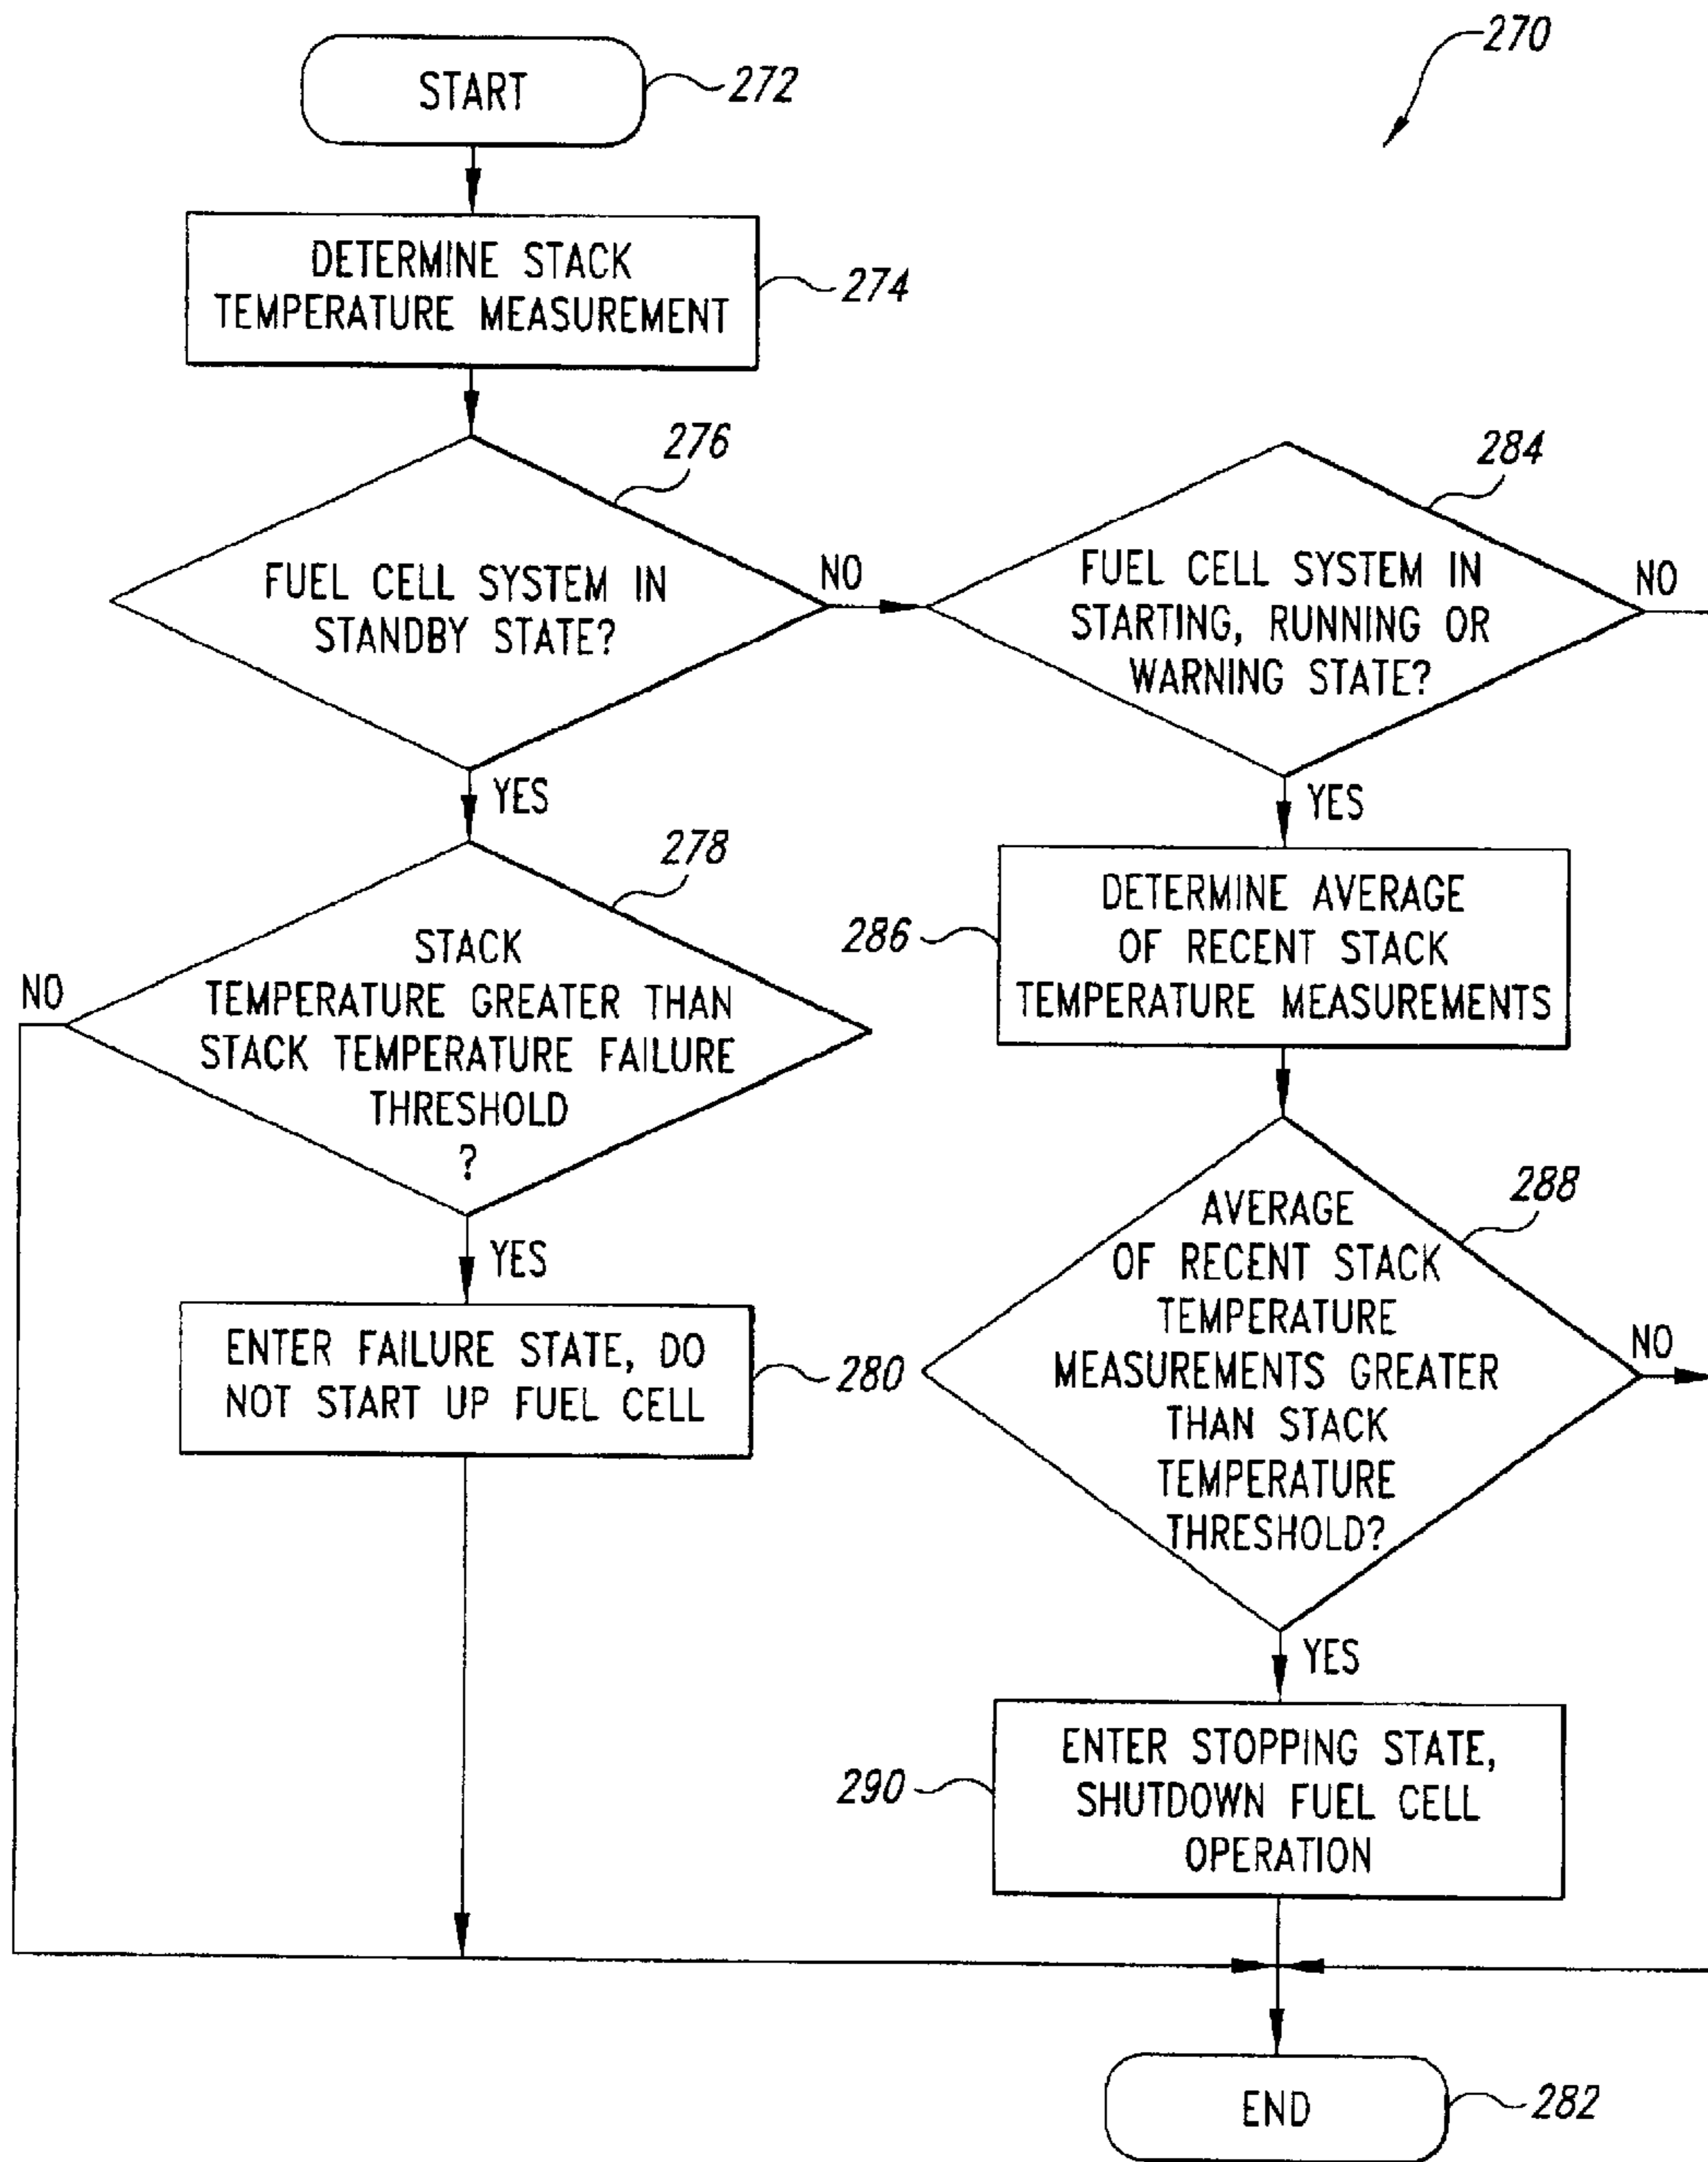 270
START
272
DETERMINE STACK
TEMPERATURE MEASUREMENT
274
276
FUEL CELL SYSTEM IN
STANDBY STATE?
NO
YES
284
FUEL CELL SYSTEM IN
STARTING, RUNNING OR
WARNING STATE?
NO
YES
278
STACK
TEMPERATURE GREATER THAN
STACK TEMPERATURE FAILURE
THRESHOLD
?
NO
YES
ENTER FAILURE STATE, DO
NOT START UP FUEL CELL
280
DETERMINE AVERAGE
OF RECENT STACK
TEMPERATURE MEASUREMENTS
286
288
AVERAGE
OF RECENT STACK
TEMPERATURE
MEASUREMENTS GREATER
THAN STACK
TEMPERATURE
THRESHOLD?
NO
YES
ENTER STOPPING STATE,
SHUTDOWN FUEL CELL
OPERATION
290
END
282